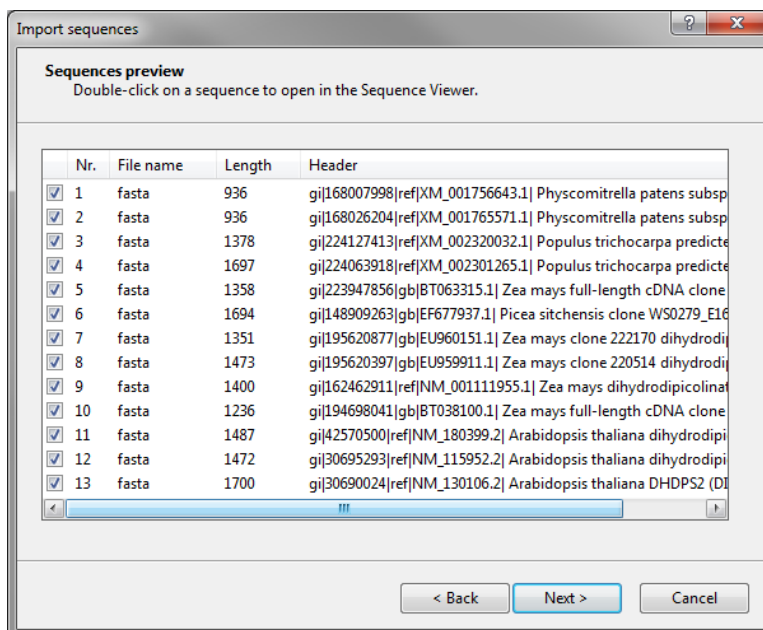 Import sequences
Sequences preview
Double-click on a sequence to open in the Sequence Viewer.
Nr. File name Length Header
1 fasta 936 gi|168007998|ref|XM_001756643.1| Physcomitrella patens subsp
2 fasta 936 gi|168026204|ref|XM_001765571.1| Physcomitrella patens subsp
3 fasta 1378 gi|224127413|ref|XM_002320032.1| Populus trichocarpa predicte
4 fasta 1697 gi|224063918|ref|XM_002301265.1| Populus trichocarpa predicte
5 fasta 1358 gi|223947856|gb|BT063315.1| Zea mays full-length cDNA clone
6 fasta 1694 gi|148909263|gb|EF677937.1| Picea sitchensis clone WS0279_E16
7 fasta 1351 gi|195620877|gb|EU960151.1| Zea mays clone 222170 dihydrodip
8 fasta 1473 gi|195620397|gb|EU959911.1| Zea mays clone 220514 dihydrodip
9 fasta 1400 gi|162462911|ref|NM_001111955.1| Zea mays dihydrodipicolinat
10 fasta 1236 gi|194698041|gb|BT038100.1| Zea mays full-length cDNA clone
11 fasta 1487 gi|42570500|ref|NM_180399.2| Arabidopsis thaliana dihydrodipi
12 fasta 1472 gi|30695293|ref|NM_115952.2| Arabidopsis thaliana dihydrodipi
13 fasta 1700 gi|30690024|ref|NM_130106.2| Arabidopsis thaliana DHDPS2 (DI
< Back Next > Cancel